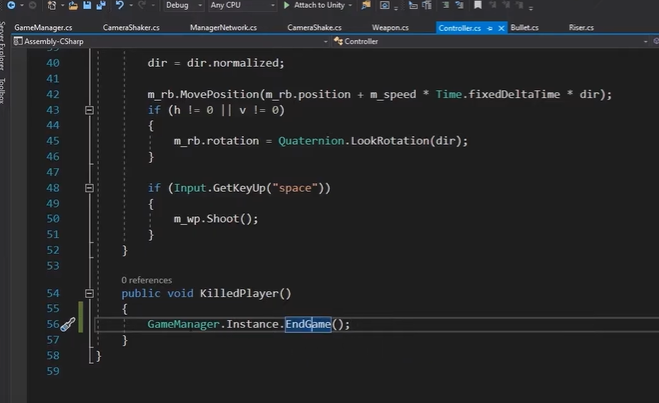 Debug
Any CPU
Attach to Unity
GameManager.cs
CameraShaker.cs
ManagerNetwork.cs
CameraShake.cs
Weapon.cs
Controller.cs
Bullet.cs
Riser.cs
Server Explorer
Toolbox
Assembly-CSharp
Controller
40 dir = dir.normalized;
41
42 m_rb.MovePosition(m_rb.position + m_speed * Time.fixedDeltaTime * dir);
43 if (h != 0 || v != 0)
44 {
45 m_rb.rotation = Quaternion.LookRotation(dir);
46 }
47
48 if (Input.GetKeyUp("space"))
49 {
50 m_wp.Shoot();
51 }
52 }
53
0 references
54 public void KilledPlayer()
55 {
56 GameManager.Instance.EndGame();
57 }
58 }
59